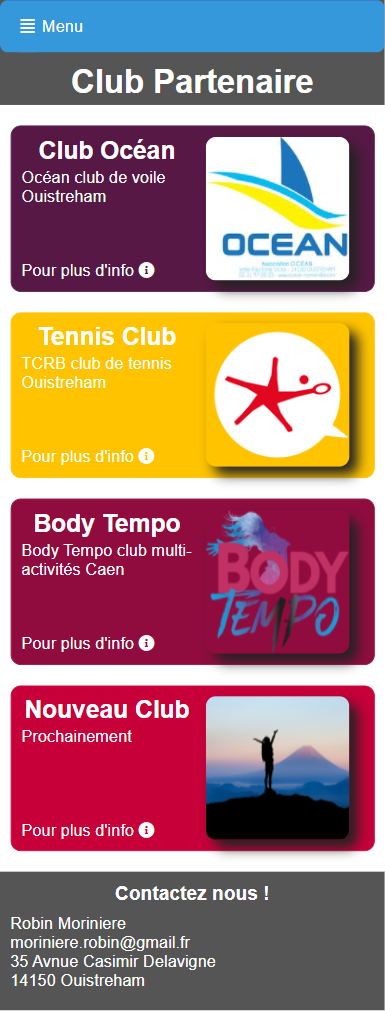 Menu
Club Partenaire
Club Océan
Océan club de voile
Ouistreham
Pour plus d'info
OCEAN
Association OCEAN
Tennis Club
TCRB club de tennis
Ouistreham
Pour plus d'info
Body Tempo
Body Tempo club multi-
activités Caen
Pour plus d'info
BODY
TEMPO
Nouveau Club
Prochainement
Pour plus d'info
Contactez nous !
Robin Moriniere
moriniere.robin@gmail.fr
35 Avnue Casimir Delavigne
14150 Ouistreham